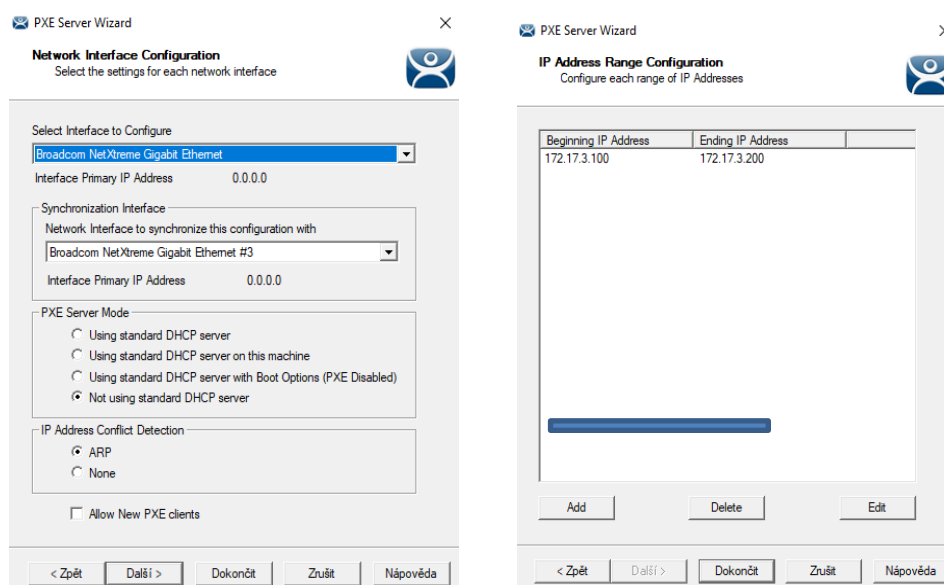 PXE Server Wizard
Network Interface Configuration
Select the settings for each network interface
Select Interface to Configure
Broadcom NetXtreme Gigabit Ethernet
Interface Primary IP Address 0.0.0.0
Synchronization Interface
Network Interface to synchronize this configuration with
Broadcom NetXtreme Gigabit Ethernet #3
Interface Primary IP Address 0.0.0.0
PXE Server Mode
Using standard DHCP server
Using standard DHCP server on this machine
Using standard DHCP server with Boot Options (PXE Disabled)
Not using standard DHCP server
IP Address Conflict Detection
ARP
None
Allow New PXE clients
< Zpět Další > Dokončit Zrušit Nápověda
PXE Server Wizard
IP Address Range Configuration
Configure each range of IP Addresses
Beginning IP Address Ending IP Address
172.17.3.100 172.17.3.200
Add Delete Edit
< Zpět Další > Dokončit Zrušit Nápověda